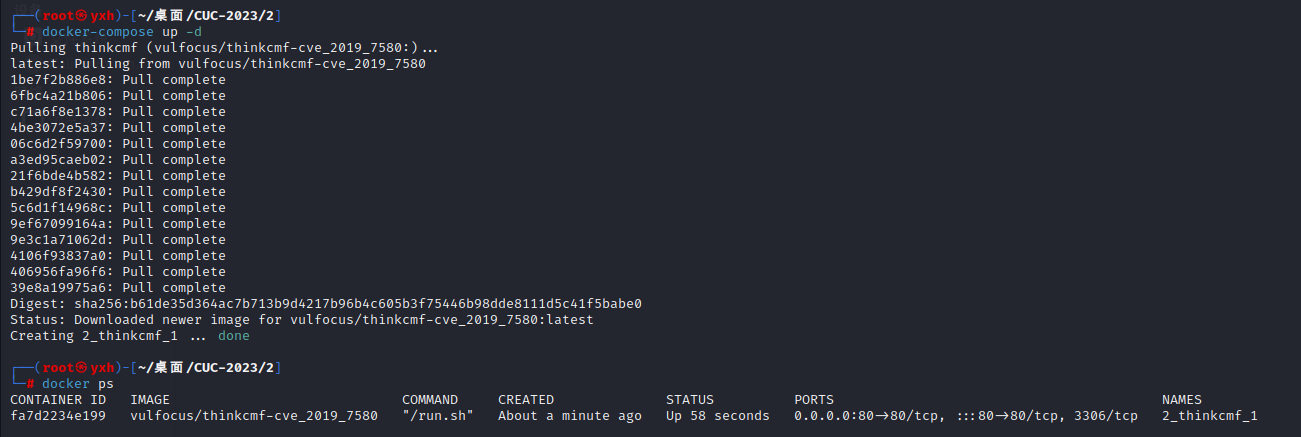 ┌──(root㉿yxh)-[~/桌面/CUC-2023/2]
└─# docker-compose up -d
Pulling thinkcmf (vulfocus/thinkcmf-cve_2019_7580:)...
latest: Pulling from vulfocus/thinkcmf-cve_2019_7580
1be7f2b886e8: Pull complete
6fbc4a21b806: Pull complete
c71a6f8e1378: Pull complete
4be3072e5a37: Pull complete
06c6d2f59700: Pull complete
a3ed95caeb02: Pull complete
21f6bde4b582: Pull complete
b429df8f2430: Pull complete
5c6d1f14968c: Pull complete
9ef67099164a: Pull complete
9e3c1a71062d: Pull complete
4106f93837a0: Pull complete
406956fa96f6: Pull complete
39e8a19975a6: Pull complete
Digest: sha256:b61de35d364ac7b713b9d4217b96b4c605b3f75446b98dde8111d5c41f5babe0
Status: Downloaded newer image for vulfocus/thinkcmf-cve_2019_7580:latest
Creating 2_thinkcmf_1 ... done
┌──(root㉿yxh)-[~/桌面/CUC-2023/2]
└─# docker ps
CONTAINER ID   IMAGE                               COMMAND     CREATED              STATUS          PORTS                                          NAMES
fa7d2234e199   vulfocus/thinkcmf-cve_2019_7580   "/run.sh"   About a minute ago   Up 58 seconds   0.0.0.0:80->80/tcp, :::80->80/tcp, 3306/tcp   2_thinkcmf_1